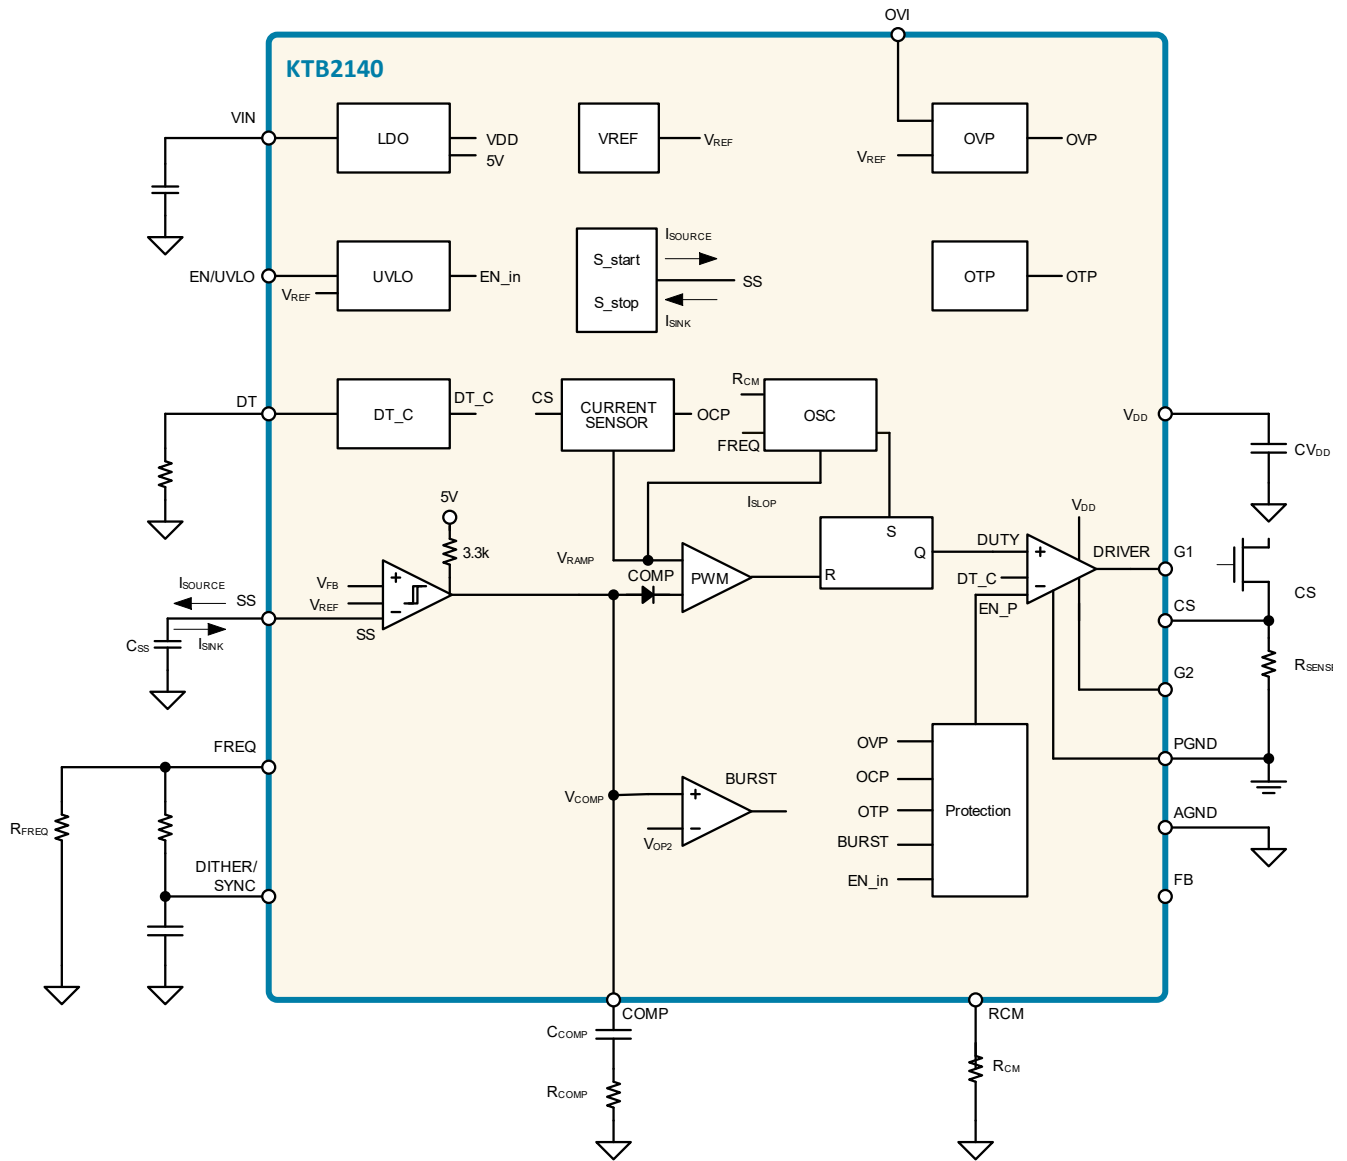 OVI
KTB2140
VIN
LDO
VDD
5V
VREF
VREF
OVP
VREF
OVP
EN/UVLO
UVLO
VREF
EN_in
S_start
S_stop
ISOURCE
SS
ISINK
OTP
OTP
DT
DT_C
DT_C
CS
CURRENT
SENSOR
OCP
RCM
FREQ
OSC
ISLOP
VDD
CVDD
5V
3.3k
VFB
VREF
SS
ISOURCE
SS
ISINK
CSS
VRAMP
COMP
PWM
S
R
Q
DUTY
DT_C
EN_P
VDD
DRIVER
G1
CS
CS
RSENSI
G2
PGND
AGND
FB
FREQ
RFREQ
DITHER/
SYNC
VCOMP
BURST
VOP2
OVP
OCP
OTP
BURST
EN_in
Protection
COMP
CCOMP
RCOMP
RCM
RCM